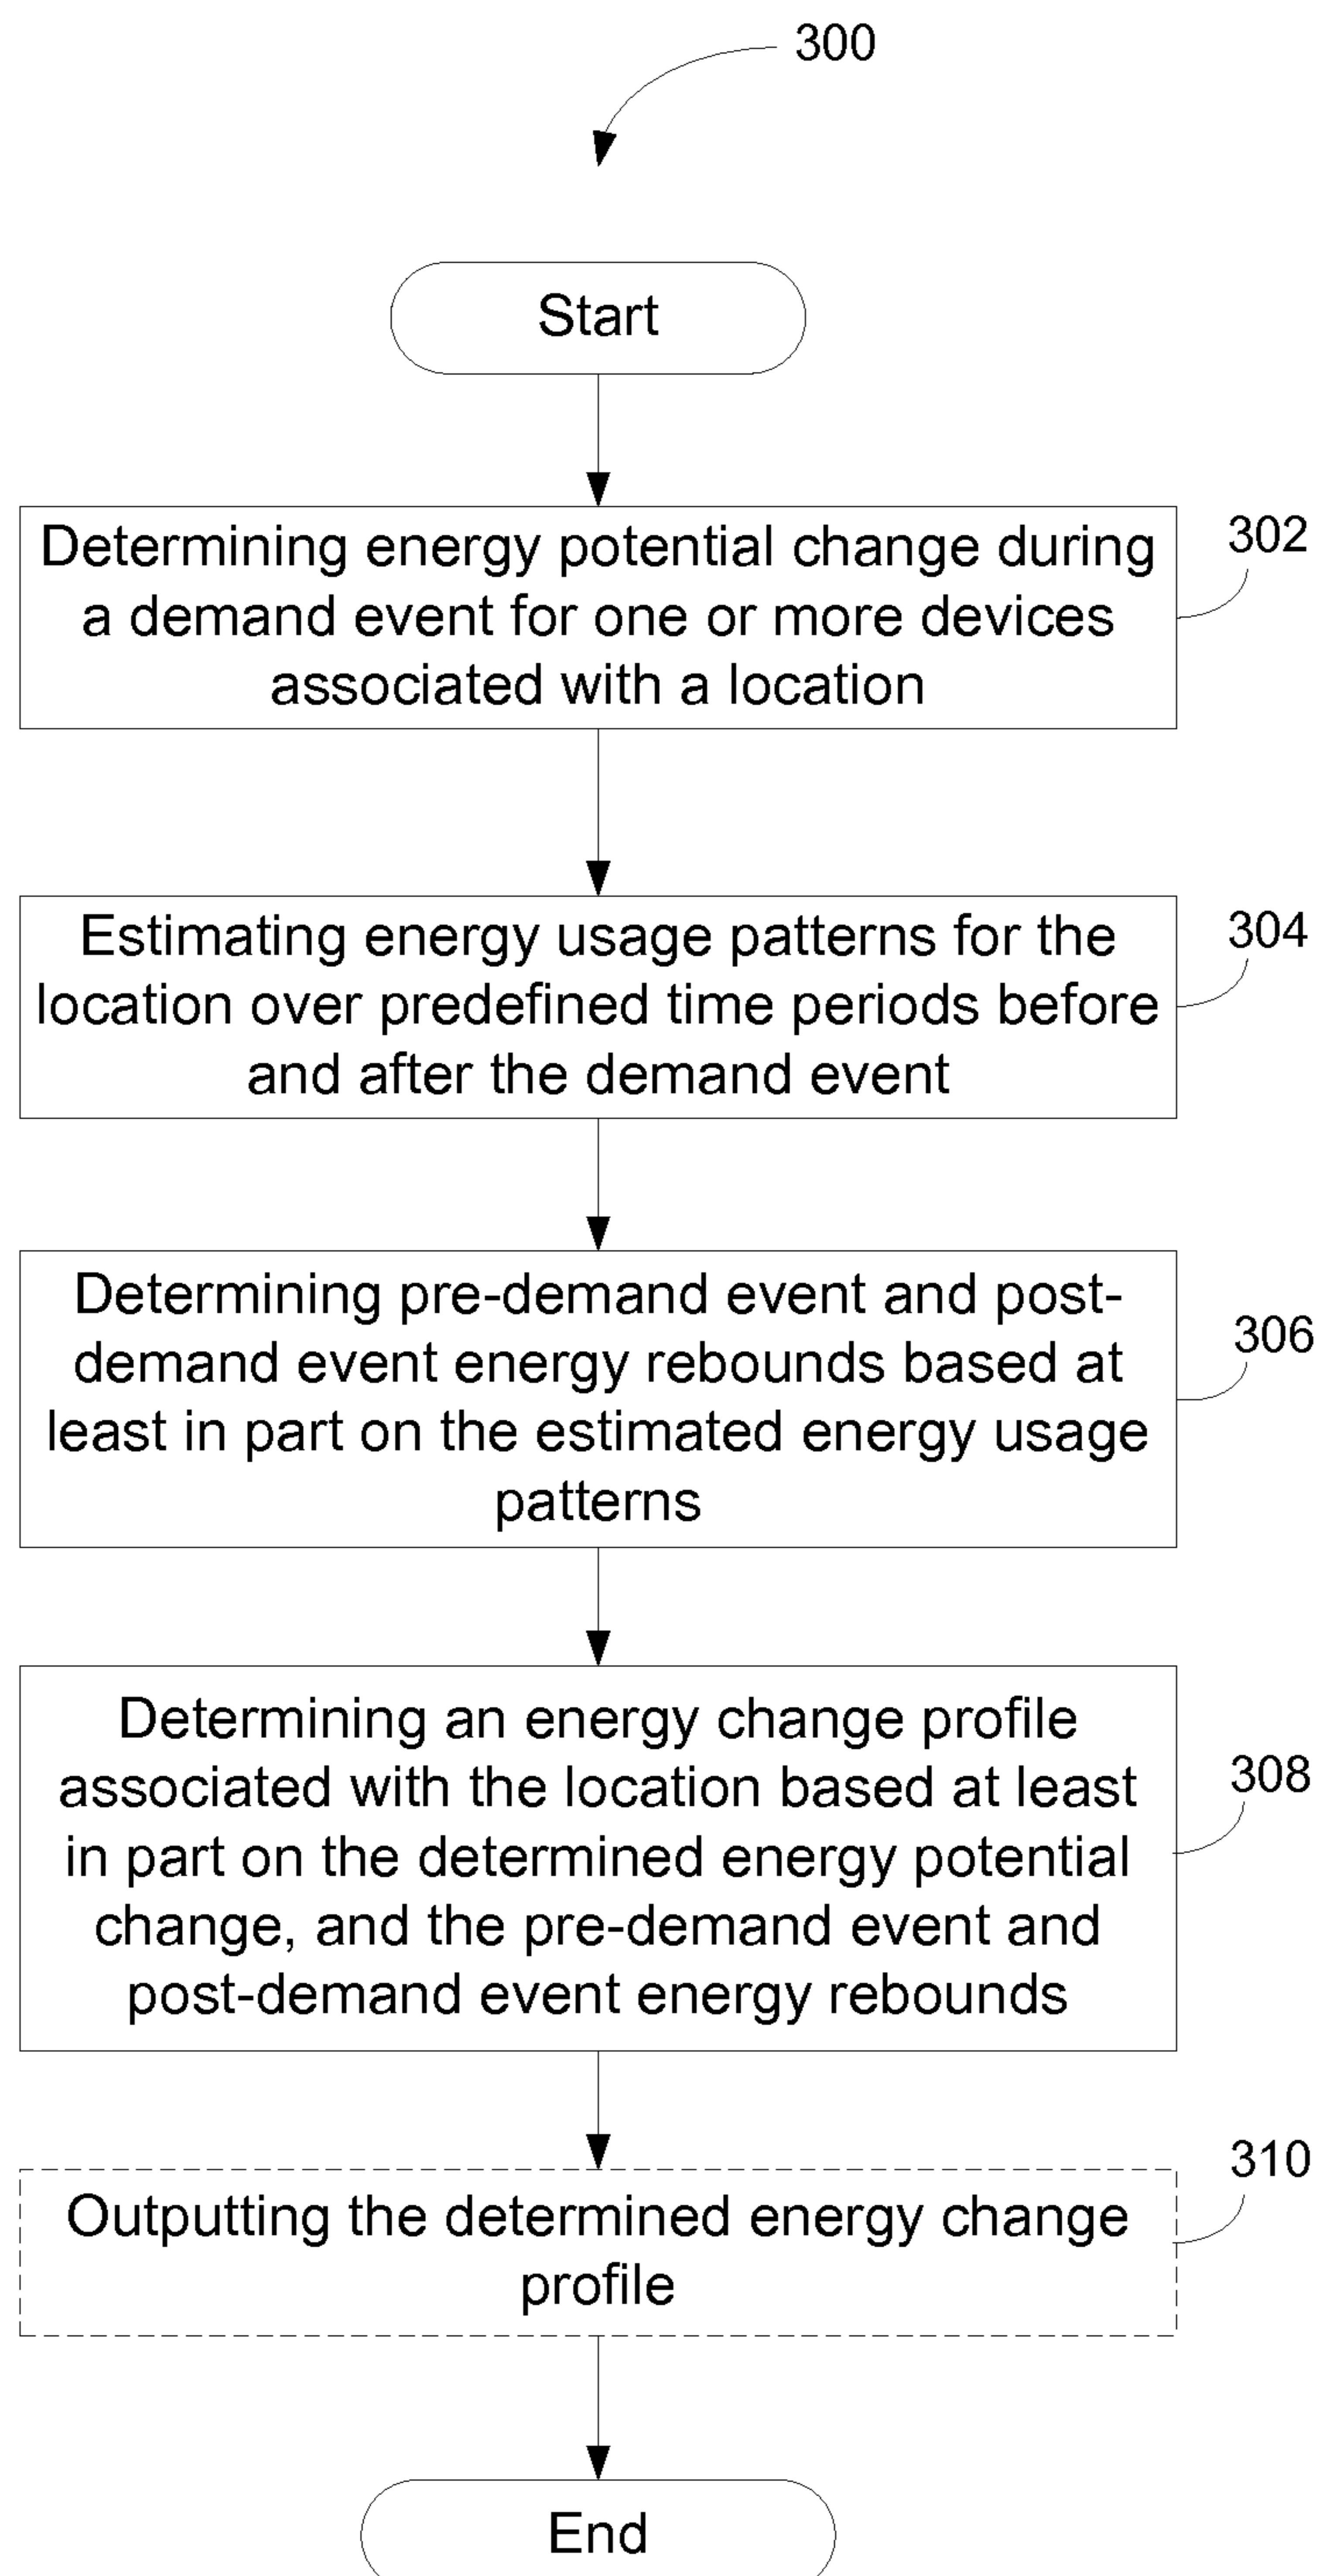 300
Start
Determining energy potential change during
a demand event for one or more devices
associated with a location
302
Estimating energy usage patterns for the
location over predefined time periods before
and after the demand event
304
Determining pre-demand event and post-
demand event energy rebounds based at
least in part on the estimated energy usage
patterns
306
Determining an energy change profile
associated with the location based at least
in part on the determined energy potential
change, and the pre-demand event and
post-demand event energy rebounds
308
Outputting the determined energy change
profile
310
End